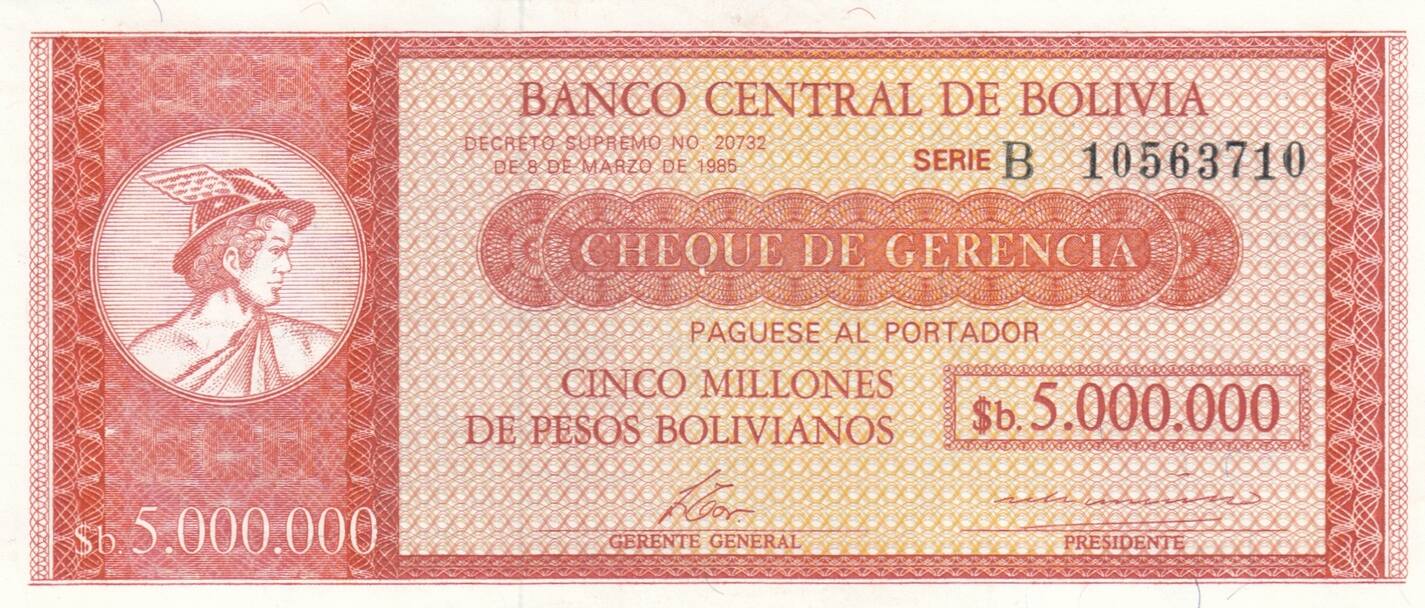 BANCO CENTRAL DE BOLIVIA
DECRETO SUPREMO NO. 20732
DE 8 DE MARZO DE 1985
SERIE B 10563710
CHEQUE DE GERENCIA
PAGUESE AL PORTADOR
CINCO MILLONES
DE PESOS BOLIVIANOS
$b. 5.000.000
$b. 5.000.000
GERENTE GENERAL
PRESIDENTE